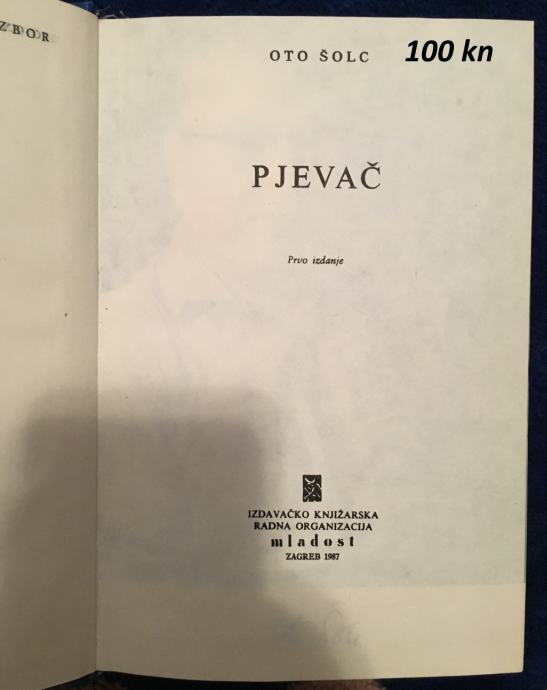 ZBOR
OTO ŠOLC
100 kn
PJEVAČ
Prvo izdanje
IZDAVAČKO KNJIŽARSKA
RADNA ORGANIZACIJA
mladost
ZAGREB 1987